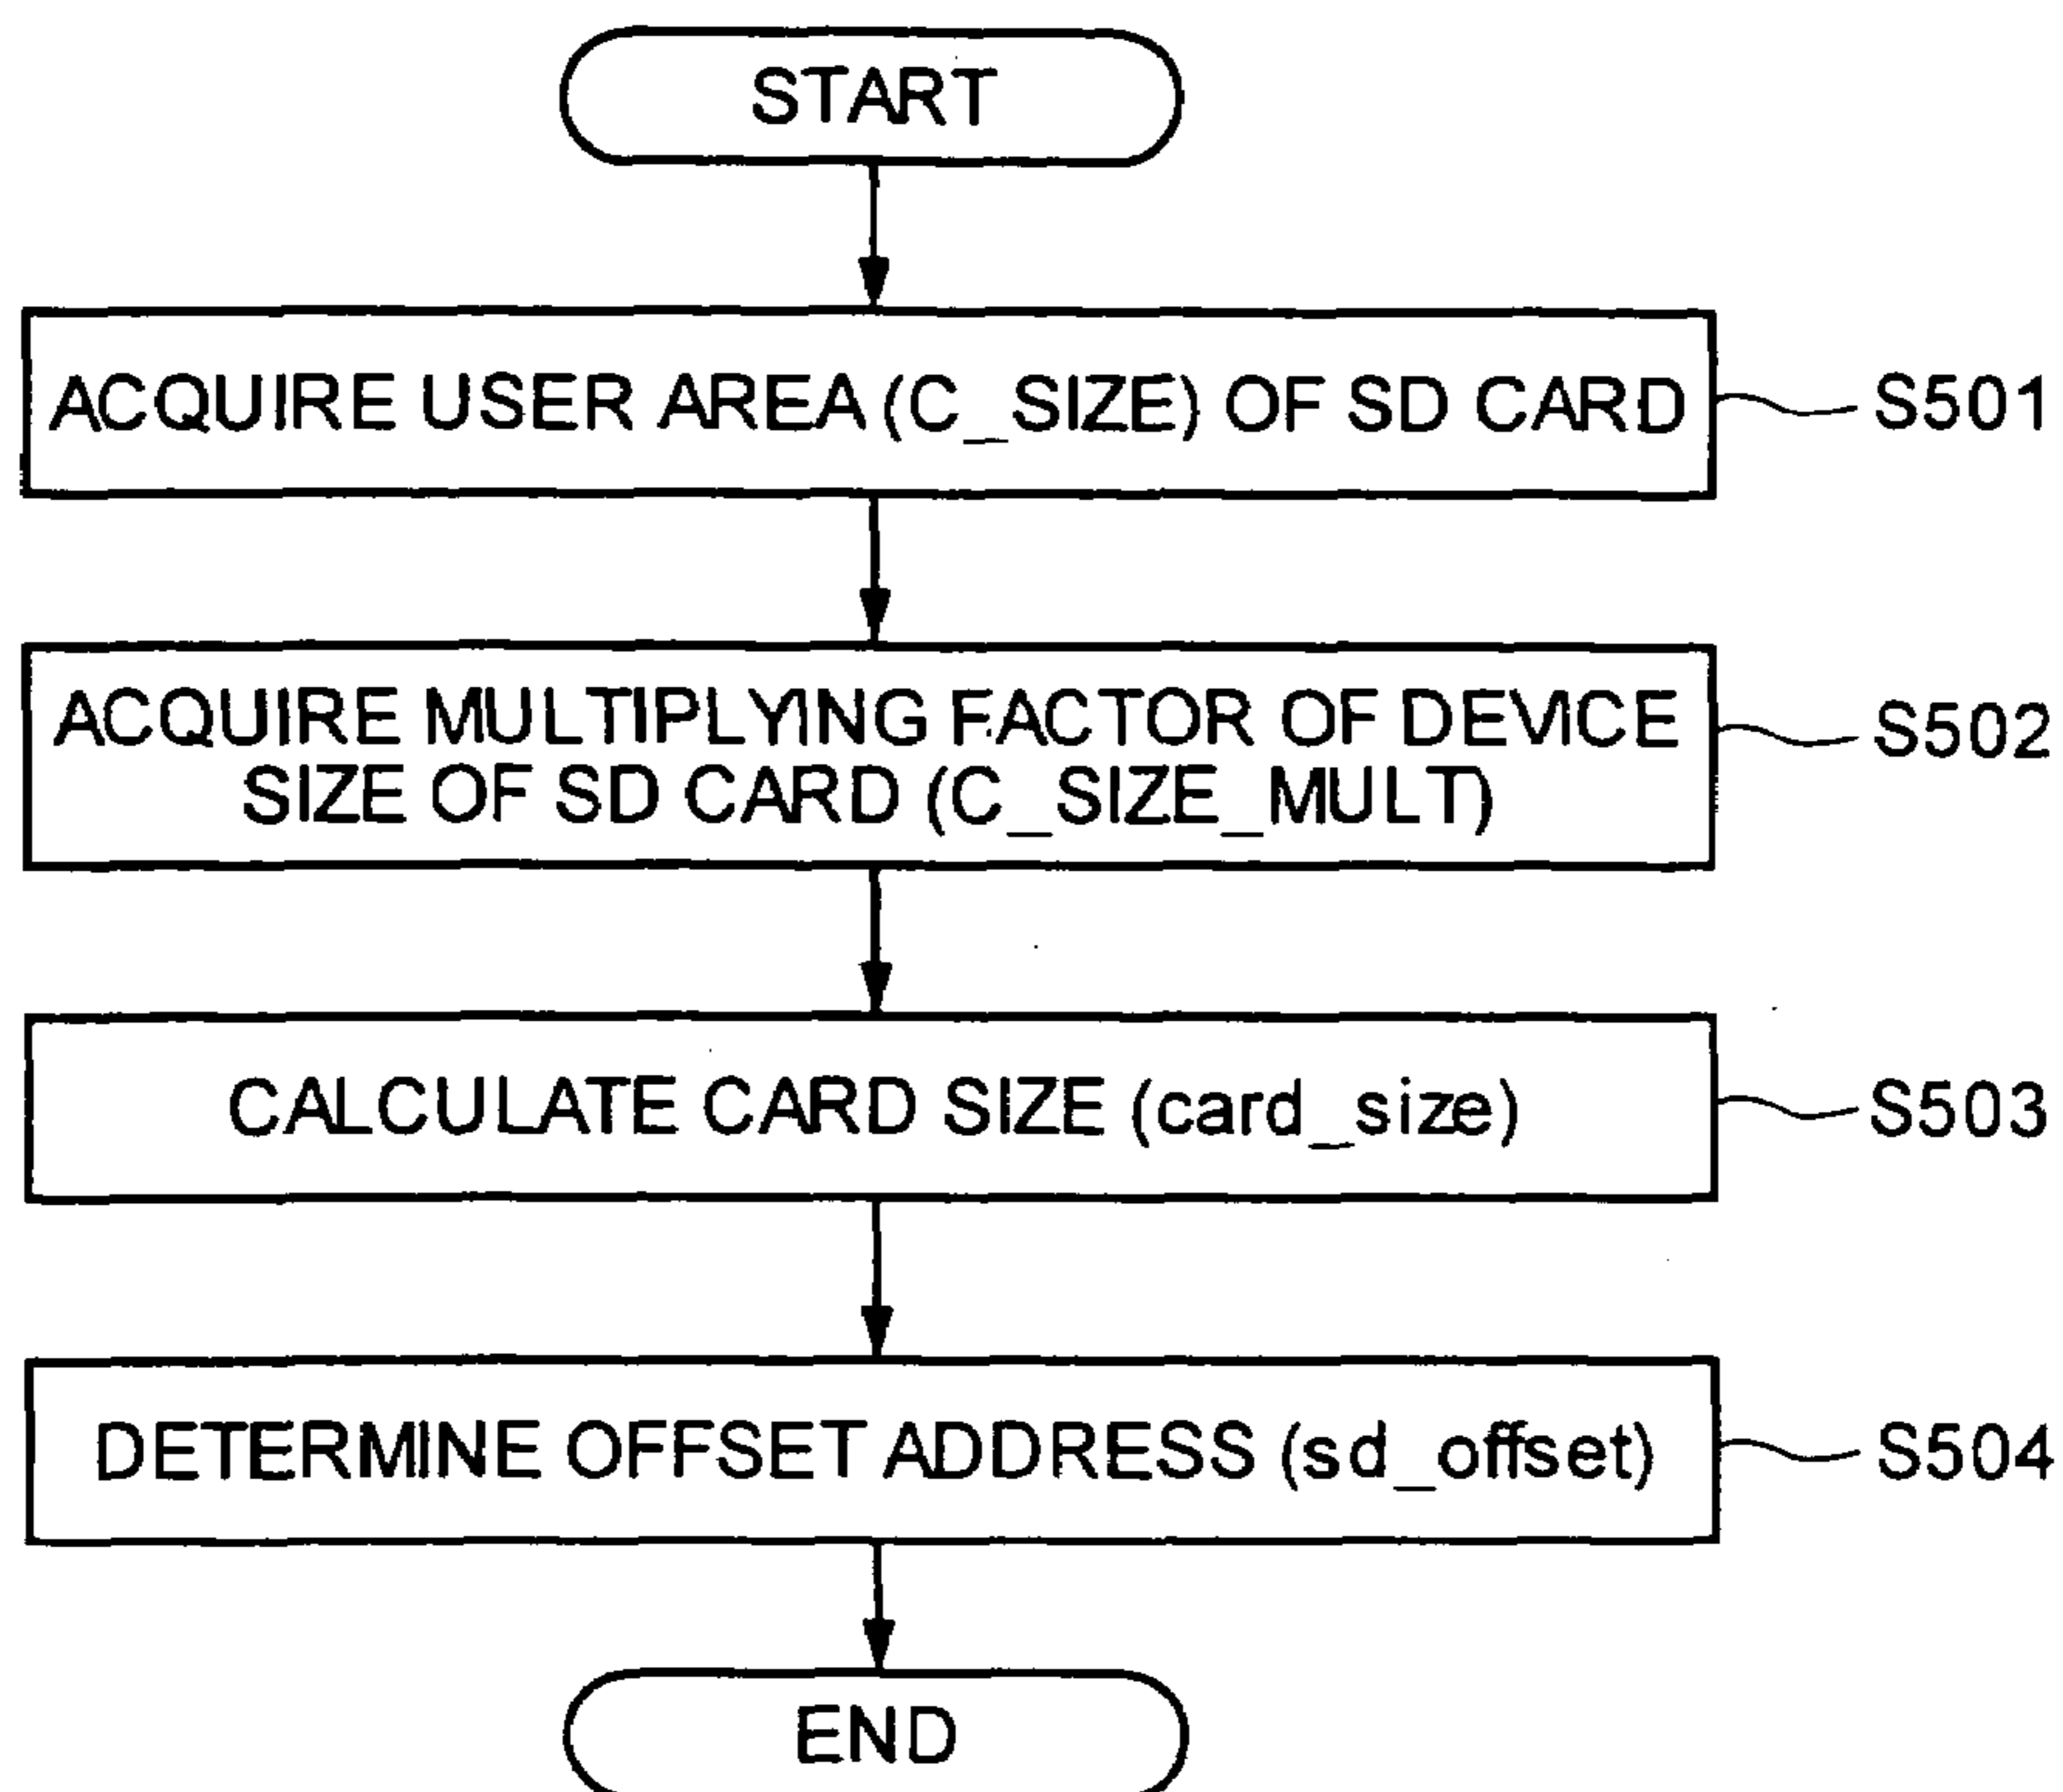 START
ACQUIRE USER AREA (C_SIZE) OF SD CARD
S501
ACQUIRE MULTIPLYING FACTOR OF DEVICE
SIZE OF SD CARD (C_SIZE_MULT)
S502
CALCULATE CARD SIZE (card_size)
S503
DETERMINE OFFSET ADDRESS (sd_offset)
S504
END